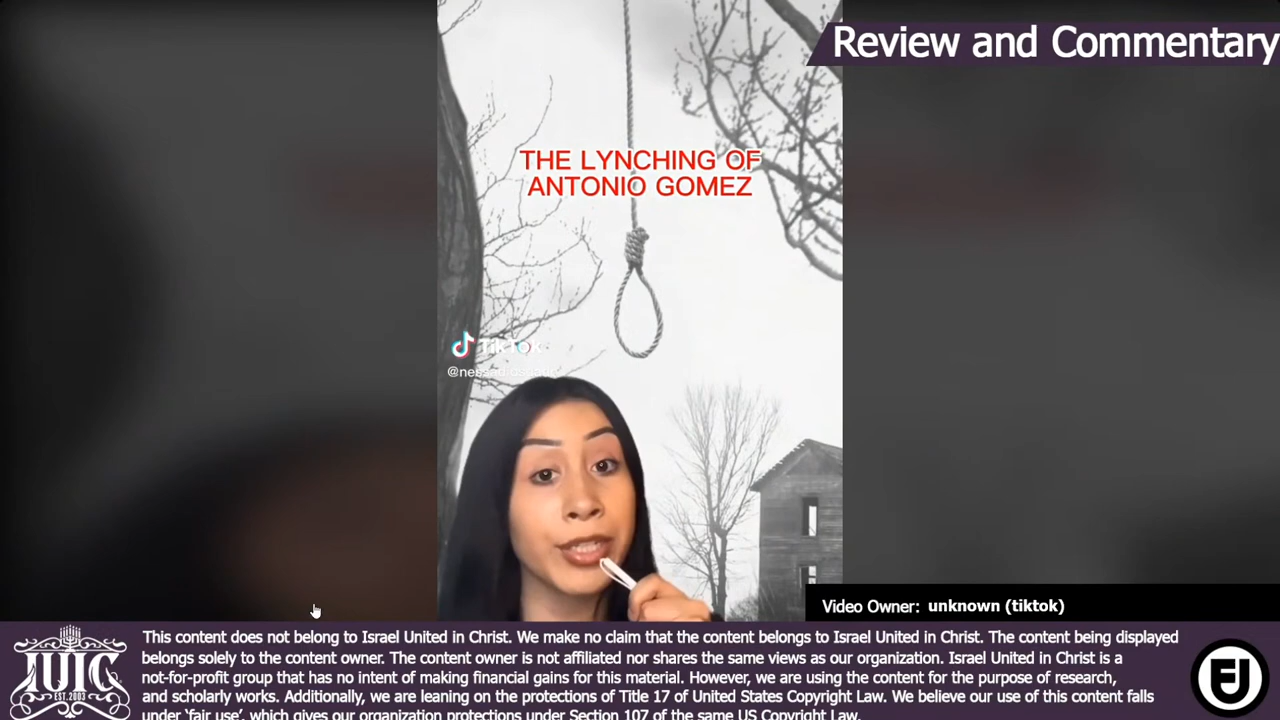 Review and Commentary
THE LYNCHING OF
ANTONIO GOMEZ
TikTok
Video Owner: unknown (tiktok)
This content does not belong to Israel United in Christ. We make no claim that the content belongs to Israel United in Christ. The content being displayed
belongs solely to the content owner. The content owner is not affiliated nor shares the same views as our organization. Israel United in Christ is a
not-for-profit group that has no intent of making financial gains for this material. However, we are using the content for the purpose of research,
and scholarly works. Additionally, we are leaning on the protections of Title 17 of United States Copyright Law. We believe our use of this content falls
under 'fair use', which gives our organization protections under Section 107 of the same US Copyright Law.
IUIC
EST. 2003